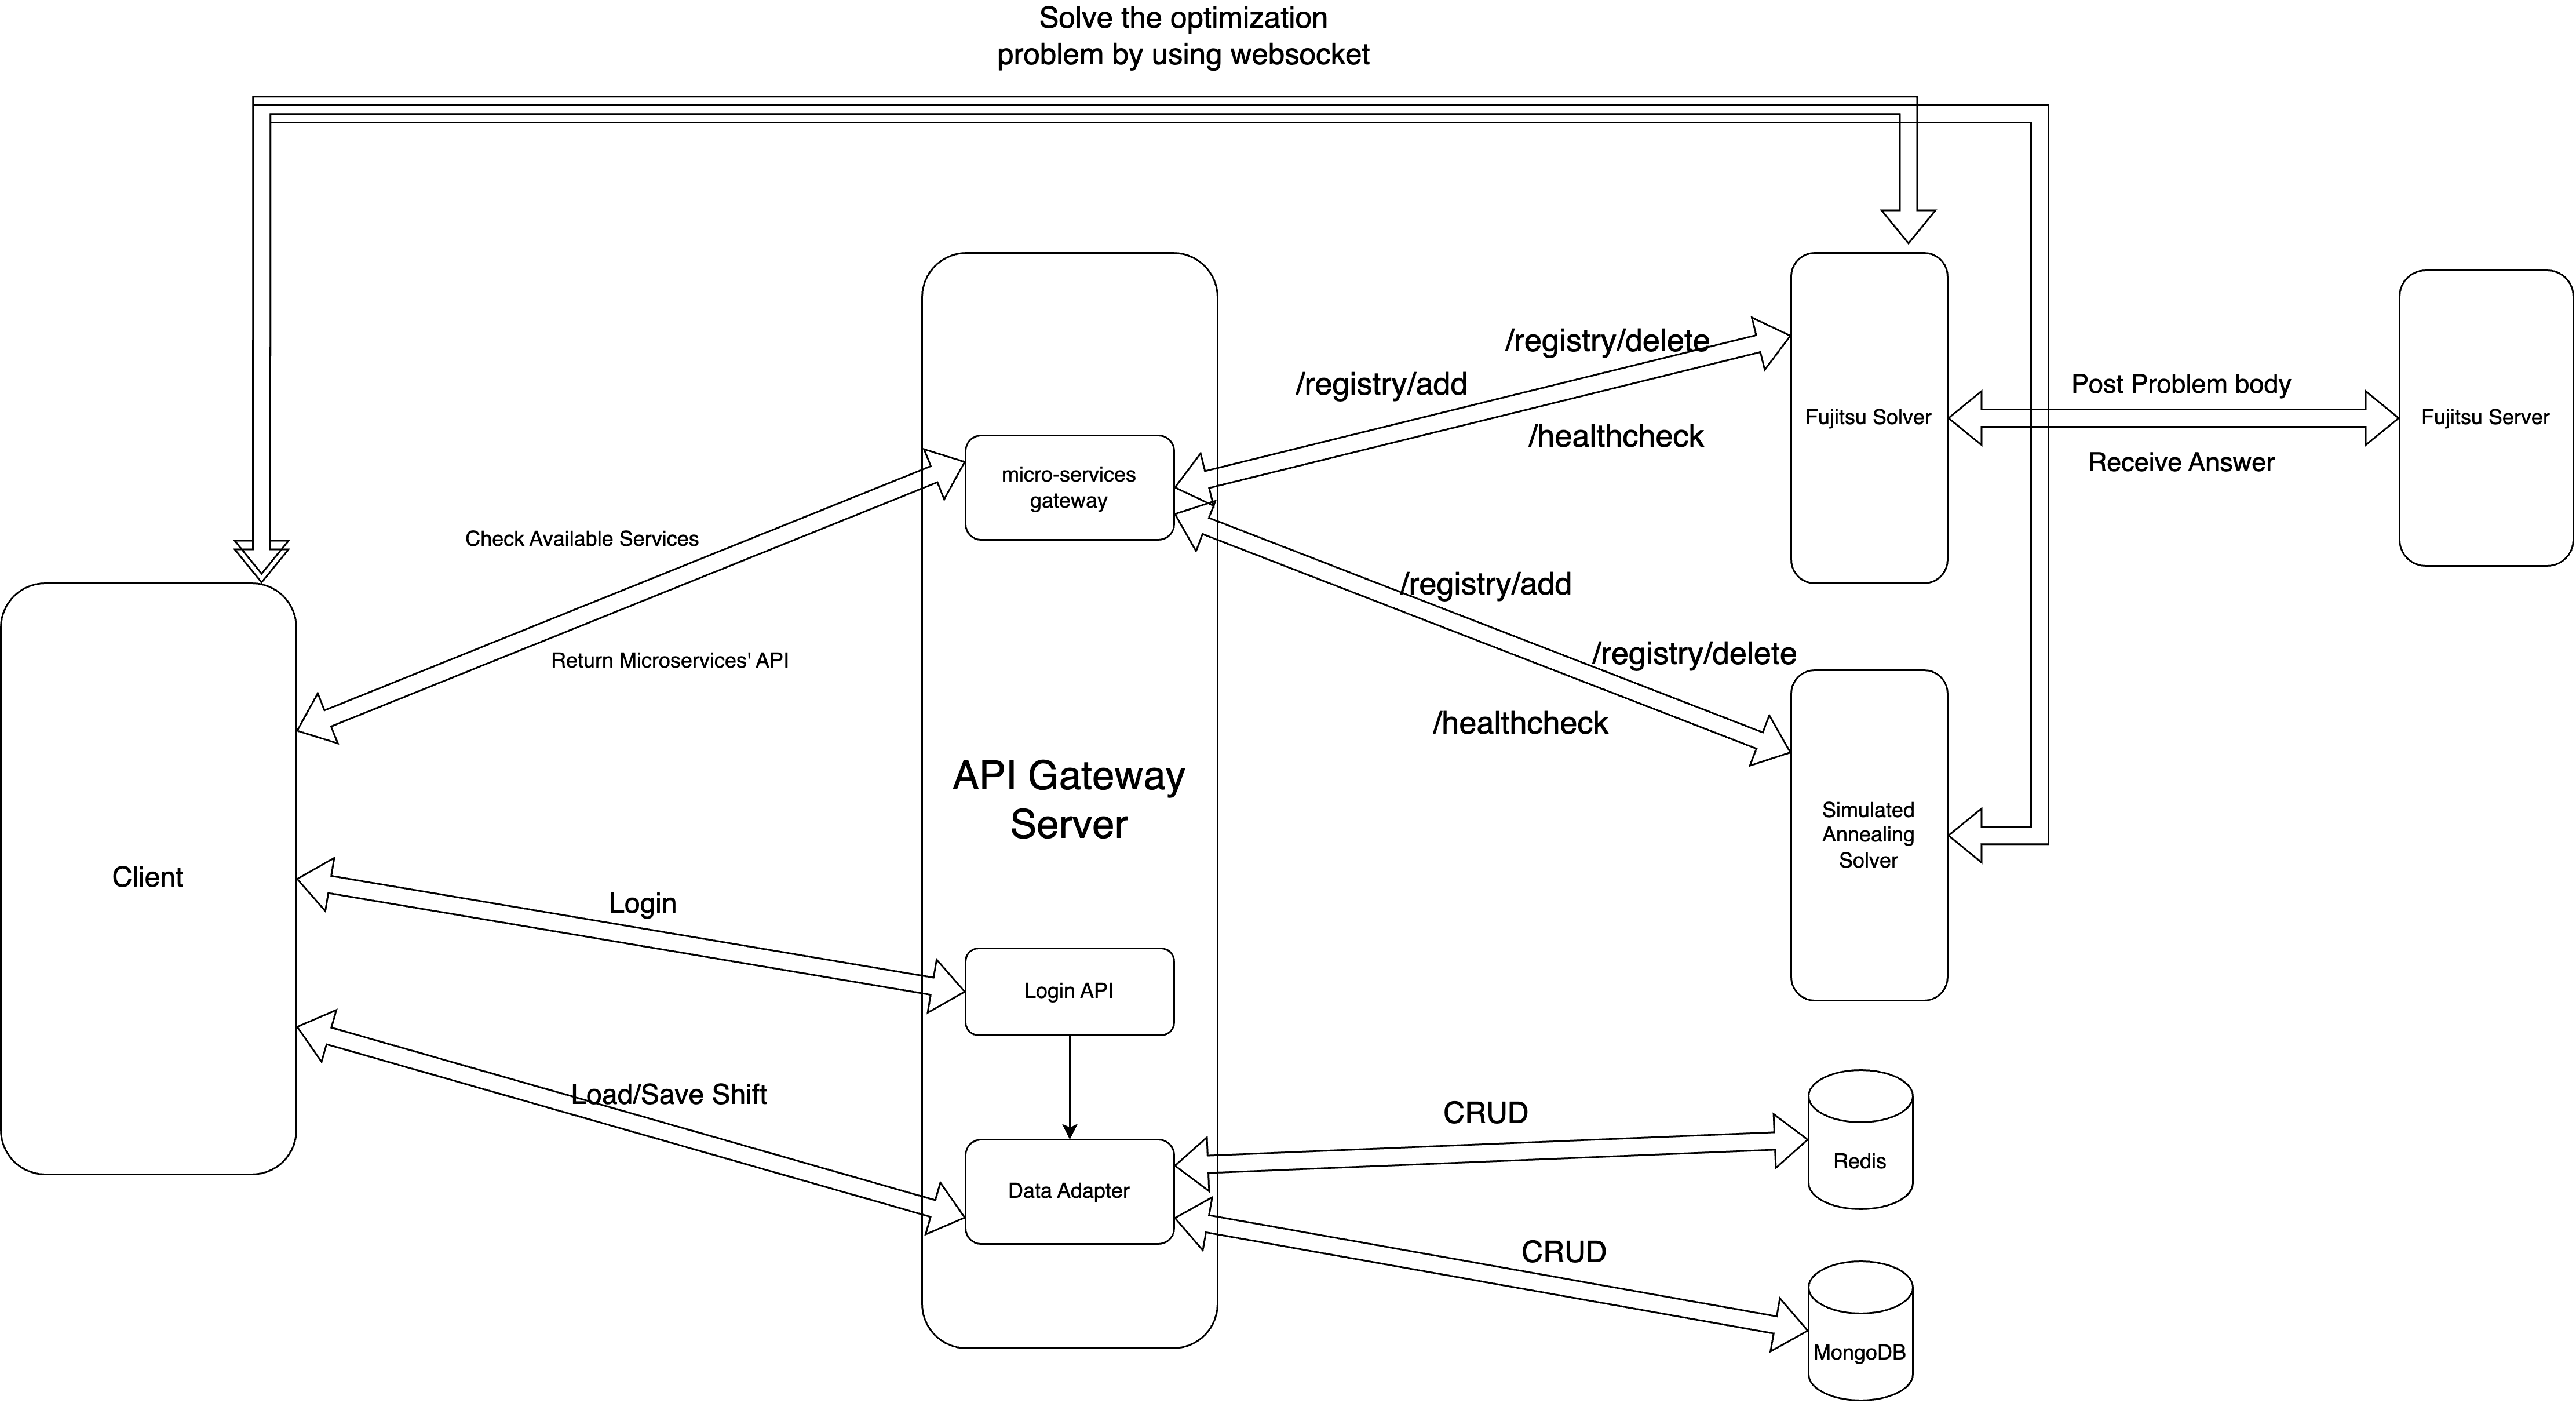 Solve the optimization
problem by using websocket
/registry/delete
/registry/add
/healthcheck
Fujitsu Solver
Post Problem body
Receive Answer
Fujitsu Server
micro-services
gateway
Check Available Services
Return Microservices' API
/registry/add
/registry/delete
/healthcheck
API Gateway
Server
Simulated
Annealing
Solver
Client
Login
Login API
Load/Save Shift
Data Adapter
CRUD
Redis
CRUD
MongoDB